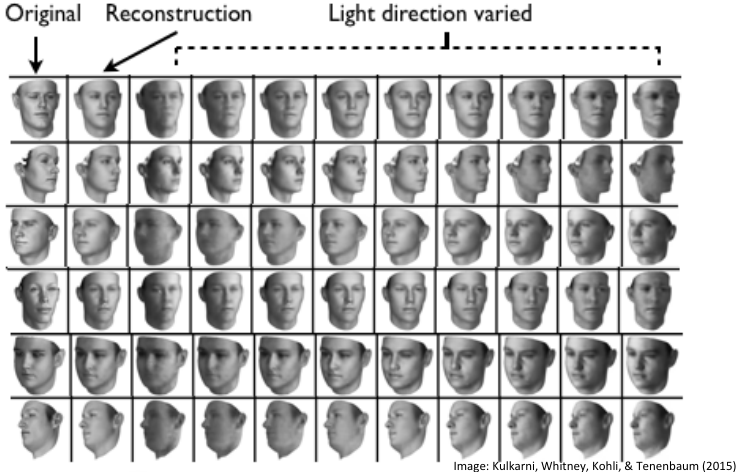 Original
Reconstruction
Light direction varied
Image: Kulkarni, Whitney, Kohli, & Tenenbaum (2015)